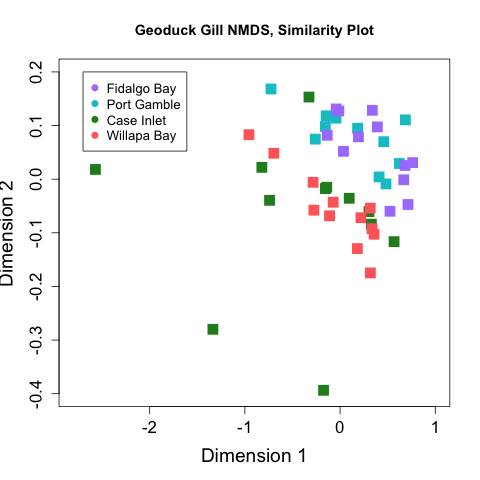 Geoduck Gill NMDS, Similarity Plot
Fidalgo Bay
Port Gamble
Case Inlet
Willapa Bay
0.2
0.1
0.0
-0.1
-0.2
-0.3
-0.4
Dimension 2
-2 -1 0 1
Dimension 1